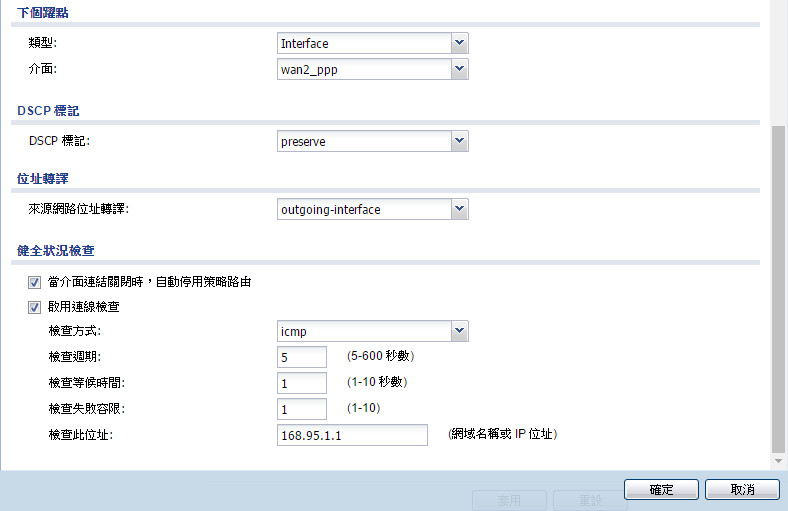 下個躍點
類型: Interface
介面: wan2_ppp
DSCP 標記
DSCP 標記: preserve
位址轉譯
來源網路位址轉譯: outgoing-interface
健全狀況檢查
當介面連結關閉時，自動停用策略路由
啟用連線檢查
檢查方式: icmp
檢查週期: 5 (5-600 秒數)
檢查等候時間: 1 (1-10 秒數)
檢查失敗容限: 1 (1-10)
檢查此位址: 168.95.1.1 (網域名稱或 IP 位址)
確定 取消
套用 重設